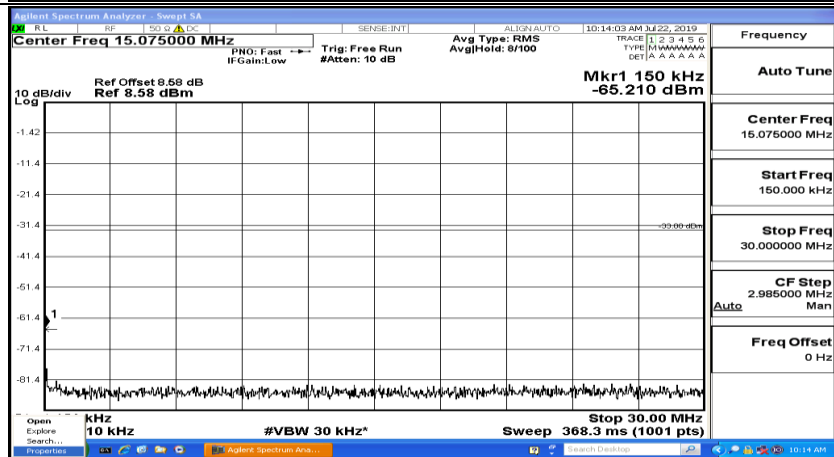 Agilent Spectrum Analyzer - Swept SA
RL RF 50 Ω DC SENSE:INT ALIGN AUTO 10:14:03 AM Jul 22, 2019
Center Freq 15.075000 MHz
PNO: Fast
IFGain:Low
Trig: Free Run
#Atten: 10 dB
Avg Type: RMS
Avg|Hold: 8/100
TRACE 1 2 3 4 5 6
TYPE M WWWWW
DET A A A A A A
Ref Offset 8.58 dB
Ref 8.58 dBm
10 dB/div
Log
Mkr1 150 kHz
-65.210 dBm
-1.42
-11.4
-21.4
-31.4
-33.00 dBm
-41.4
-51.4
-61.4
1
-71.4
-81.4
kHz
10 kHz
#VBW 30 kHz*
Stop 30.00 MHz
Sweep 368.3 ms (1001 pts)
Frequency
Auto Tune
Center Freq
15.075000 MHz
Start Freq
150.000 kHz
Stop Freq
30.000000 MHz
CF Step
2.985000 MHz
Auto Man
Freq Offset
0 Hz
Open
Explore
Search...
Properties
Agilent Spectrum Ana...
Search Desktop
10:14 AM